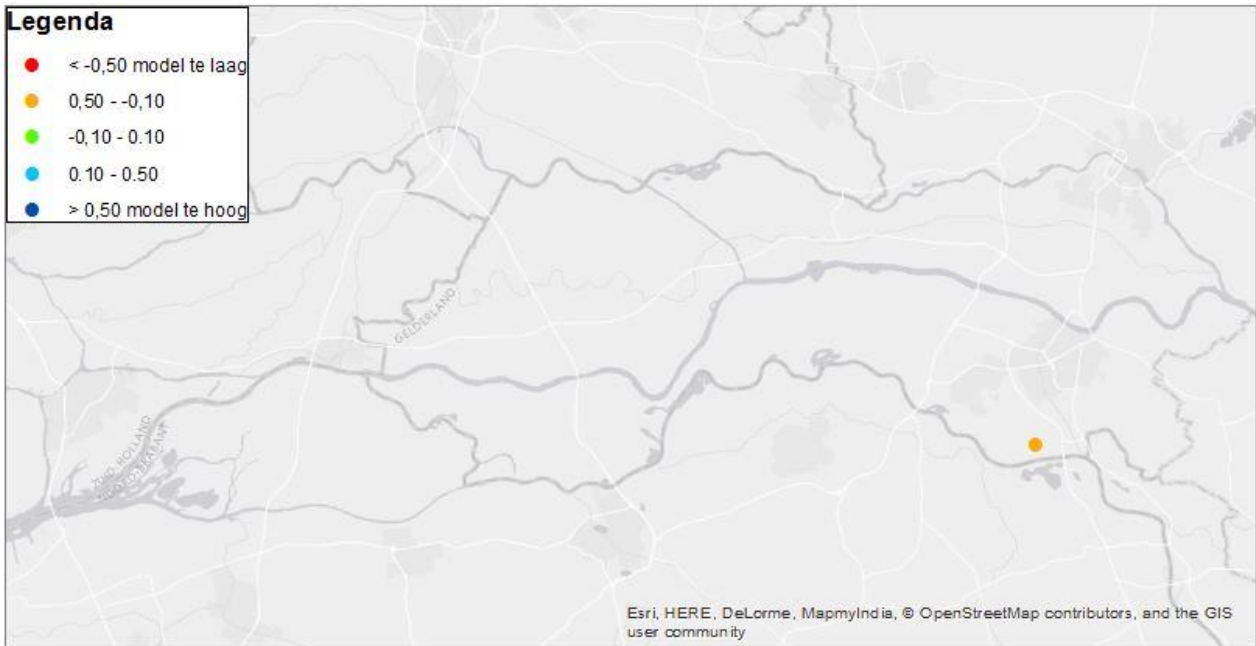 Legenda
< -0,50 model te laag
0,50 - -0,10
-0,10 - 0.10
0.10 - 0.50
> 0,50 model te hoog
GELDERLAND
ZUID-HOLLAND
NOORD-BRABANT
Esri, HERE, DeLorme, MapmyIndia, © OpenStreetMap contributors, and the GIS
user community